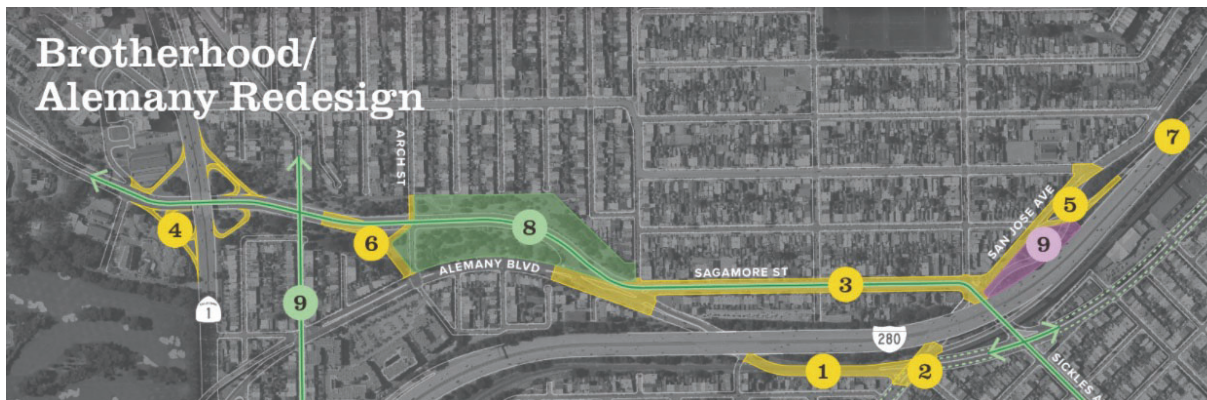 Brotherhood/
Alemany Redesign
ARCH ST
7
SAN JOSE AVE
5
4
6
8
9
ALEMANY BLVD
SAGAMORE ST
3
9
1
280
1
2
SICKLES A